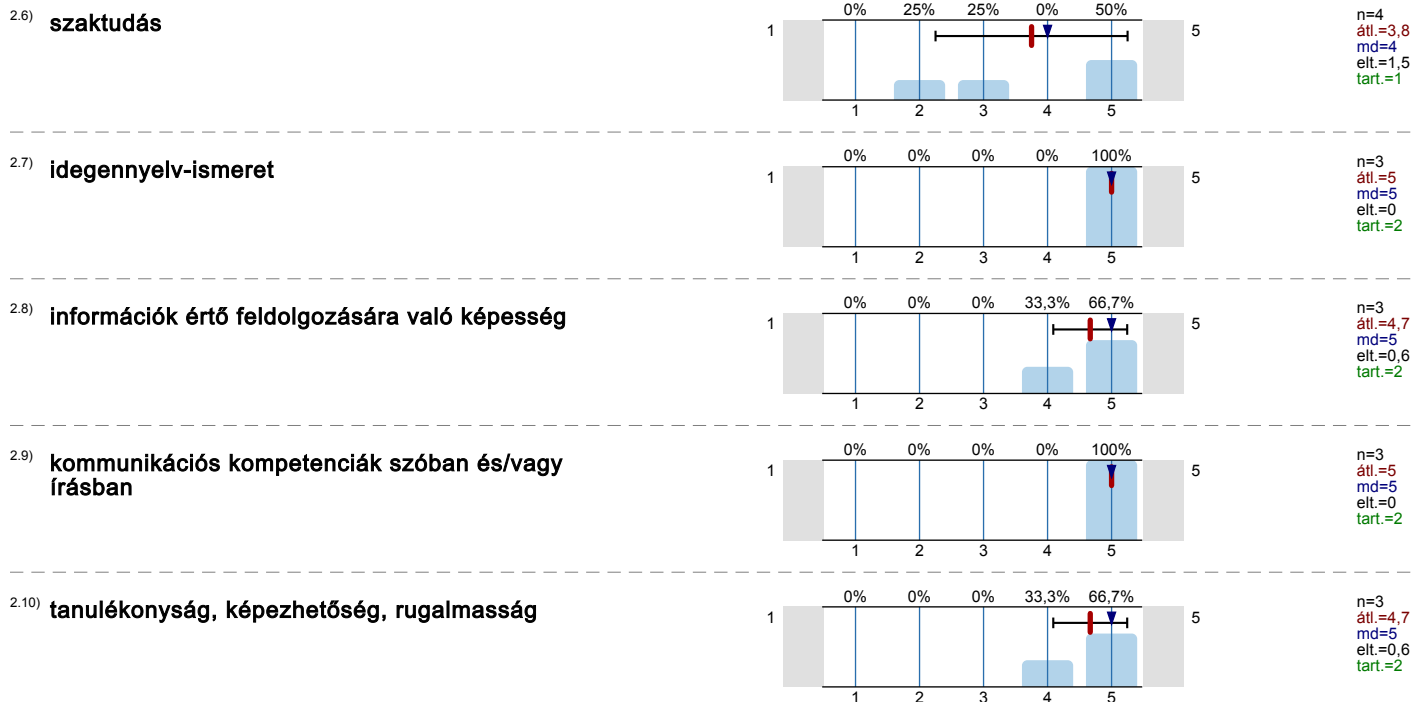 2.6) szaktudás
0% 25% 25% 0% 50%
1 5
1 2 3 4 5
n=4
átl.=3,8
md=4
elt.=1,5
tart.=1
2.7) idegennyelv-ismeret
0% 0% 0% 0% 100%
1 5
1 2 3 4 5
n=3
átl.=5
md=5
elt.=0
tart.=2
2.8) információk értő feldolgozására való képesség
0% 0% 0% 33,3% 66,7%
1 5
1 2 3 4 5
n=3
átl.=4,7
md=5
elt.=0,6
tart.=2
2.9) kommunikációs kompetenciák szóban és/vagy
írásban
0% 0% 0% 0% 100%
1 5
1 2 3 4 5
n=3
átl.=5
md=5
elt.=0
tart.=2
2.10) tanulékonyság, képezhetőség, rugalmasság
0% 0% 0% 33,3% 66,7%
1 5
1 2 3 4 5
n=3
átl.=4,7
md=5
elt.=0,6
tart.=2